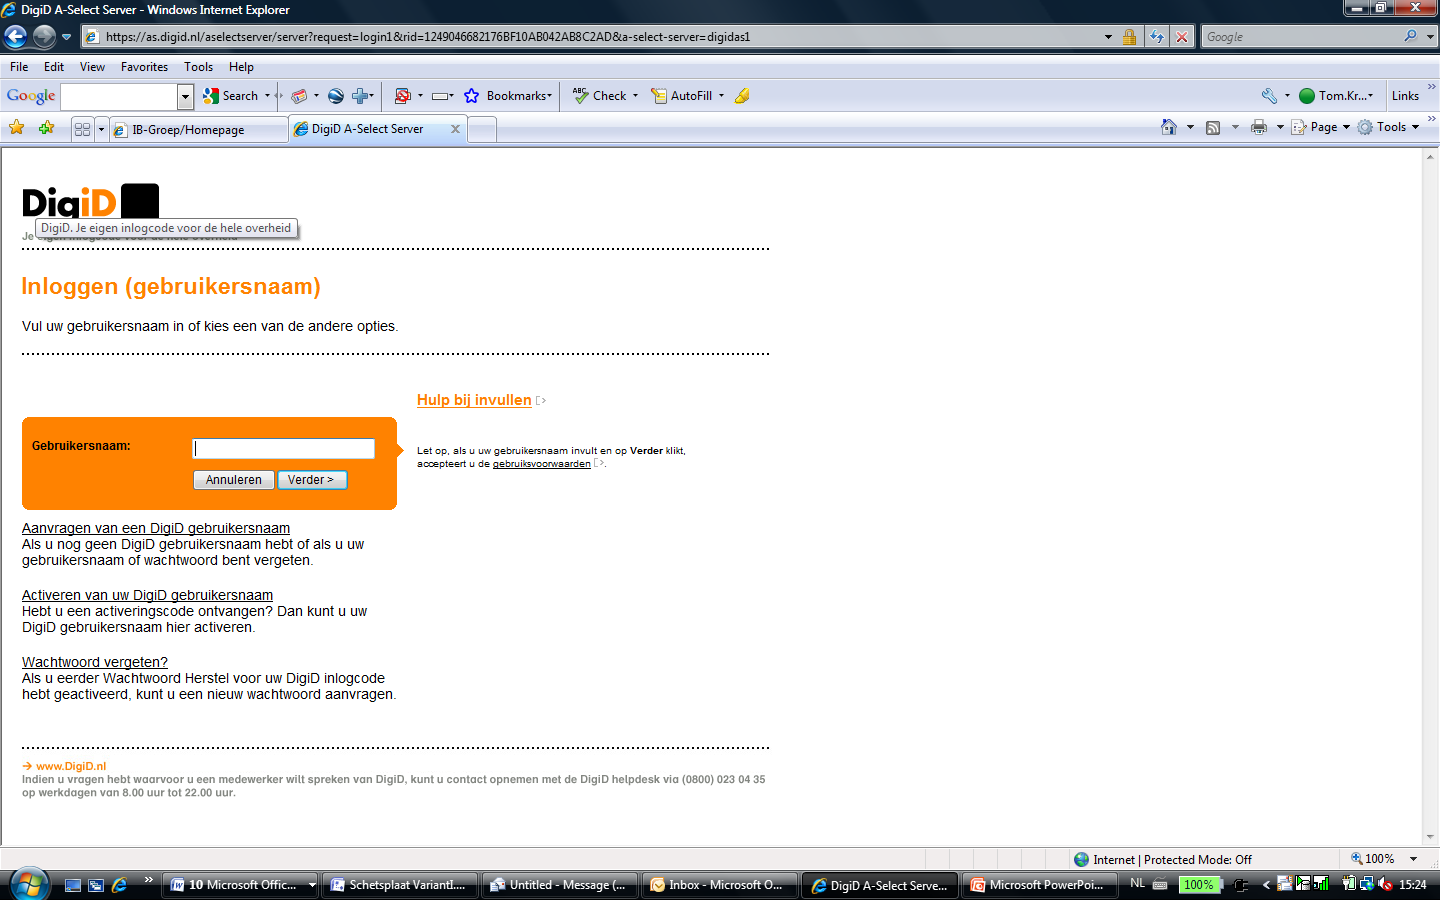 DigiD A-Select Server - Windows Internet Explorer
https://as.digid.nl/aselectserver/server?request=login1&rid=1249046682176BF10AB042AB8C2AD&a-select-server=digidas1
Google
File Edit View Favorites Tools Help
Google Search Bookmarks Check AutoFill Tom.Kr... Links
IB-Groep/Homepage DigiD A-Select Server Page Tools
DigiD
DigiD. Je eigen inlogcode voor de hele overheid
Inloggen (gebruikersnaam)
Vul uw gebruikersnaam in of kies een van de andere opties.
Hulp bij invullen
Gebruikersnaam:
Annuleren Verder >
Let op, als u uw gebruikersnaam invult en op Verder klikt,
accepteert u de gebruiksvoorwaarden.
Aanvragen van een DigiD gebruikersnaam
Als u nog geen DigiD gebruikersnaam hebt of als u uw
gebruikersnaam of wachtwoord bent vergeten.
Activeren van uw DigiD gebruikersnaam
Hebt u een activeringscode ontvangen? Dan kunt u uw
DigiD gebruikersnaam hier activeren.
Wachtwoord vergeten?
Als u eerder Wachtwoord Herstel voor uw DigiD inlogcode
hebt geactiveerd, kunt u een nieuw wachtwoord aanvragen.
→ www.DigiD.nl
Indien u vragen hebt waarvoor u een medewerker wilt spreken van DigiD, kunt u contact opnemen met de DigiD helpdesk via (0800) 023 04 35
op werkdagen van 8.00 uur tot 22.00 uur.
Internet | Protected Mode: Off 100%
10 Microsoft Offic... Schetsplaat VariantI.... Untitled - Message (... Inbox - Microsoft O... DigiD A-Select Serve... Microsoft PowerPoi... NL 100% 15:24